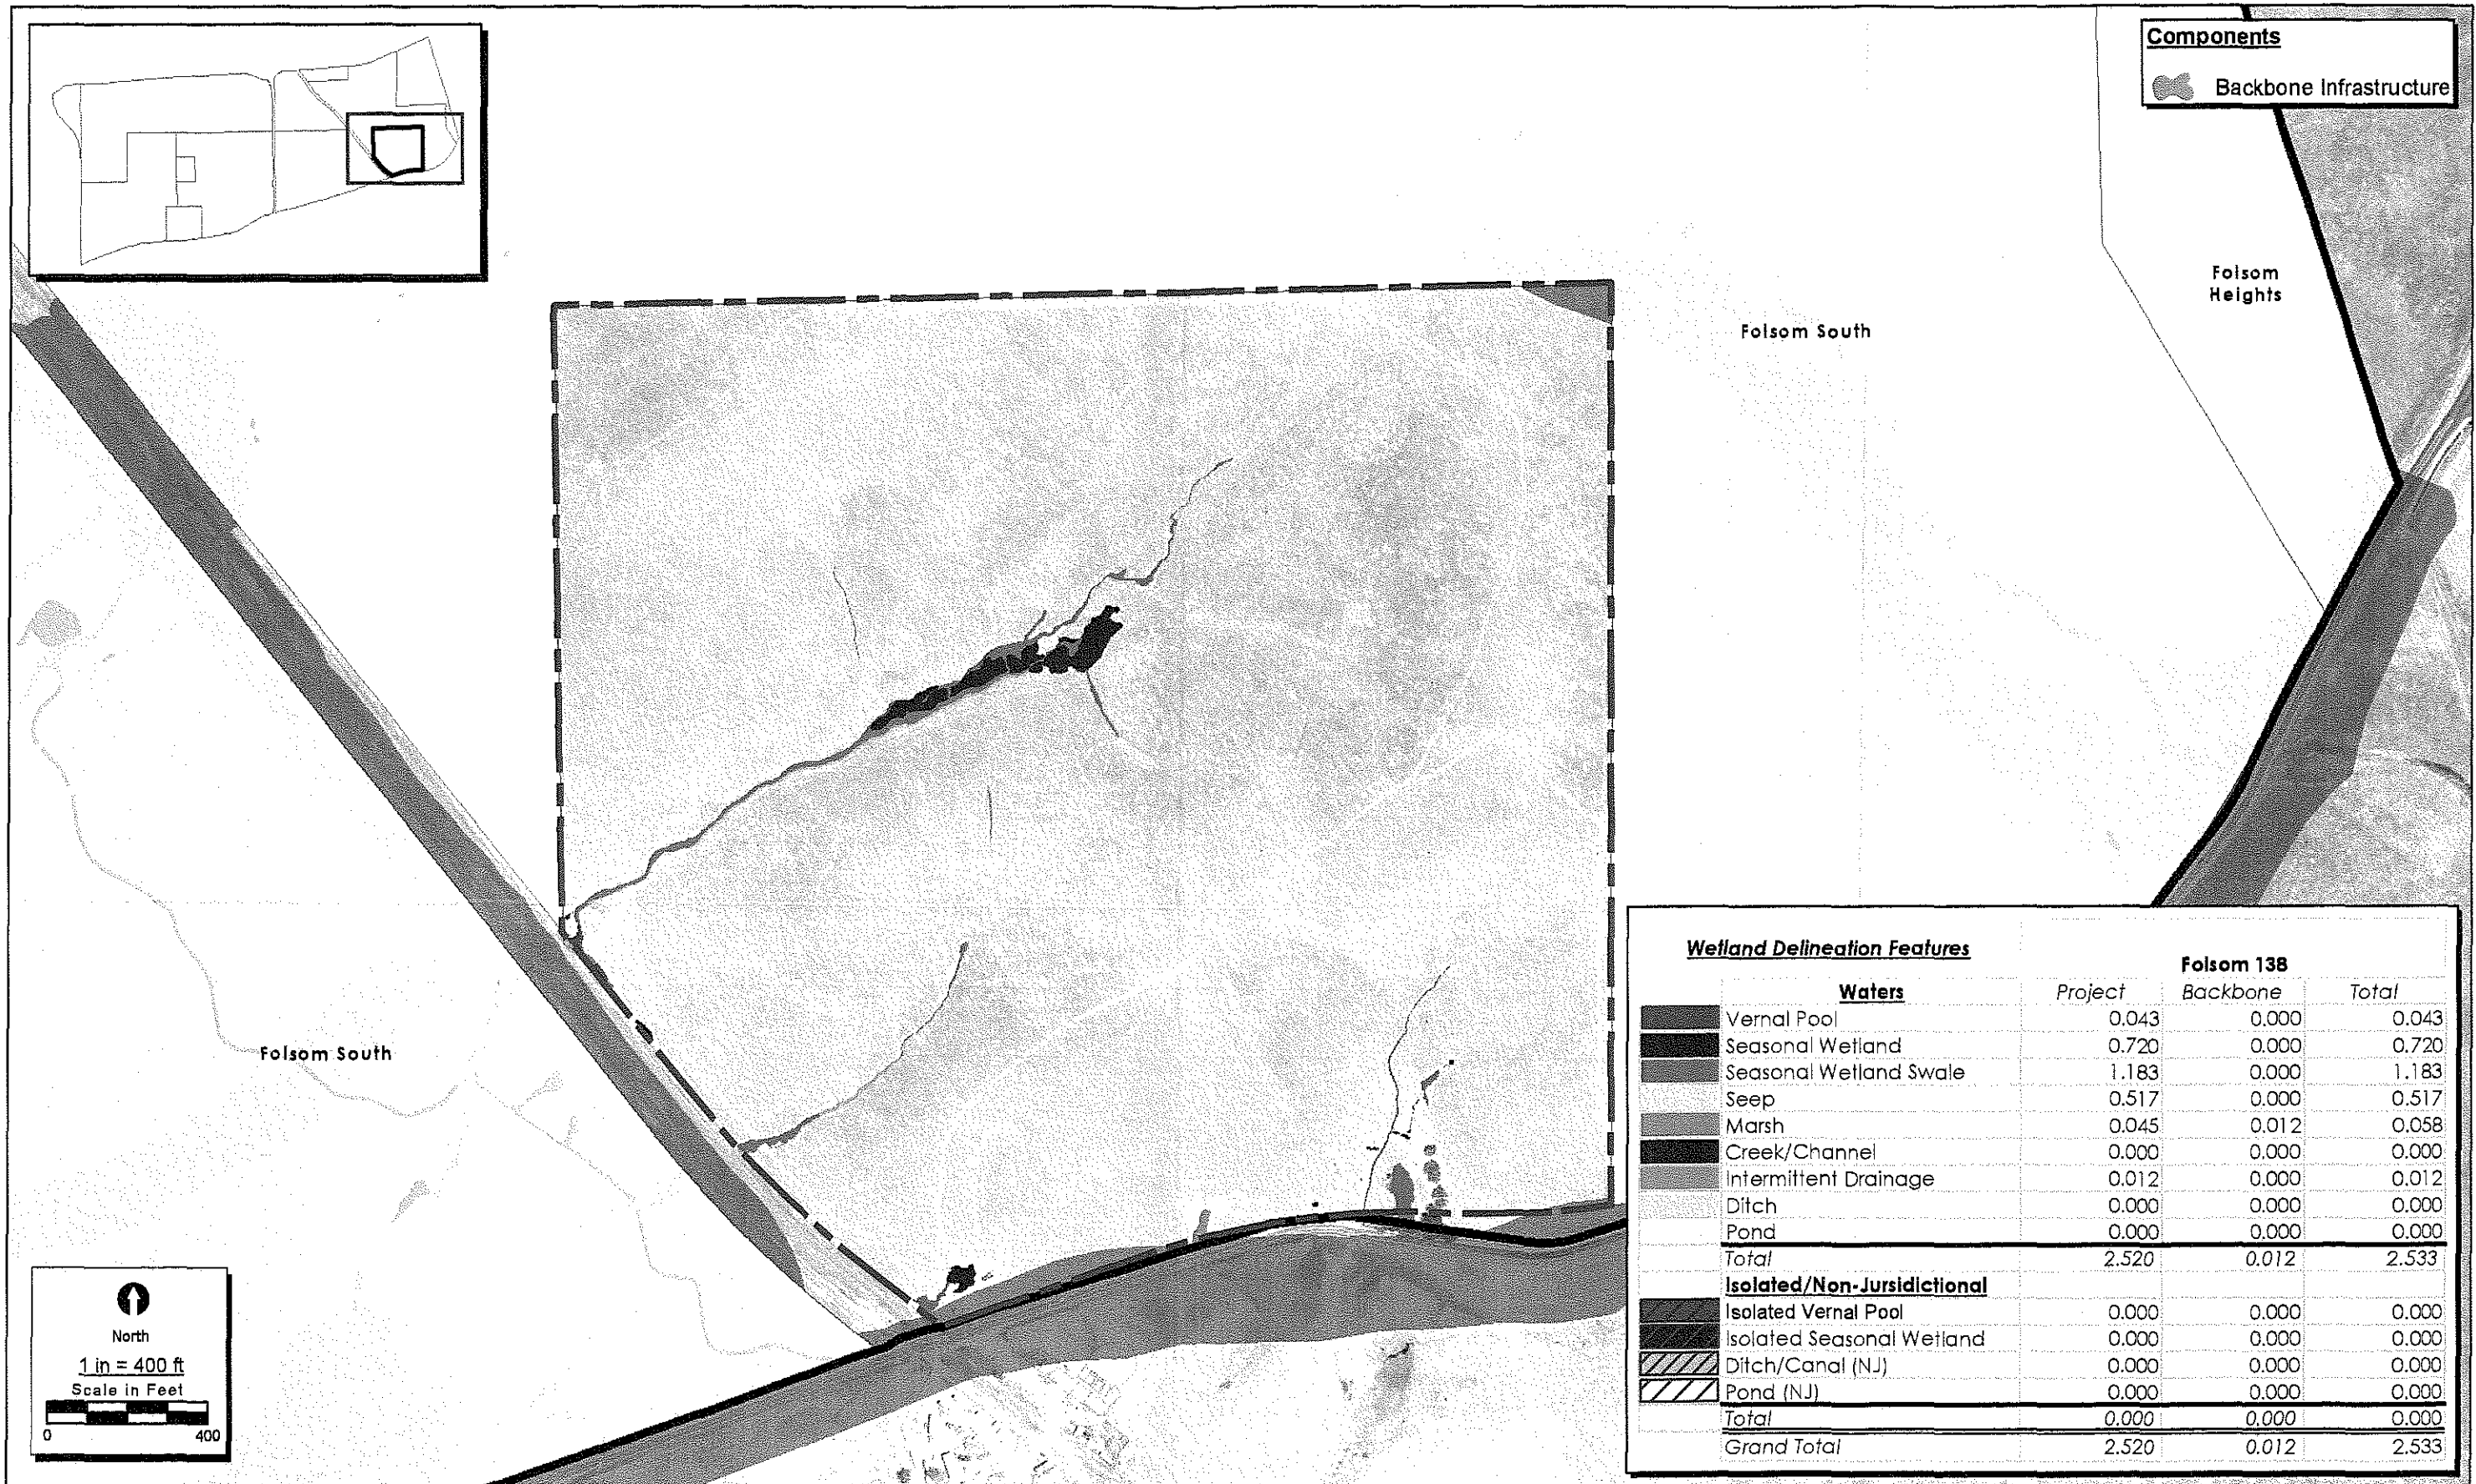 Components
Backbone Infrastructure
Folsom
Heights
Folsom South
Folsom South
North
1 in = 400 ft
Scale in Feet
0 400
Wetland Delineation Features
Folsom 138
Waters Project Backbone Total
Vernal Pool 0.043 0.000 0.043
Seasonal Wetland 0.720 0.000 0.720
Seasonal Wetland Swale 1.183 0.000 1.183
Seep 0.517 0.000 0.517
Marsh 0.045 0.012 0.058
Creek/Channel 0.000 0.000 0.000
Intermittent Drainage 0.012 0.000 0.012
Ditch 0.000 0.000 0.000
Pond 0.000 0.000 0.000
Total 2.520 0.012 2.533
Isolated/Non-Jursidictional
Isolated Vernal Pool 0.000 0.000 0.000
Isolated Seasonal Wetland 0.000 0.000 0.000
Ditch/Canal (NJ) 0.000 0.000 0.000
Pond (NJ) 0.000 0.000 0.000
Total 0.000 0.000 0.000
Grand Total 2.520 0.012 2.533